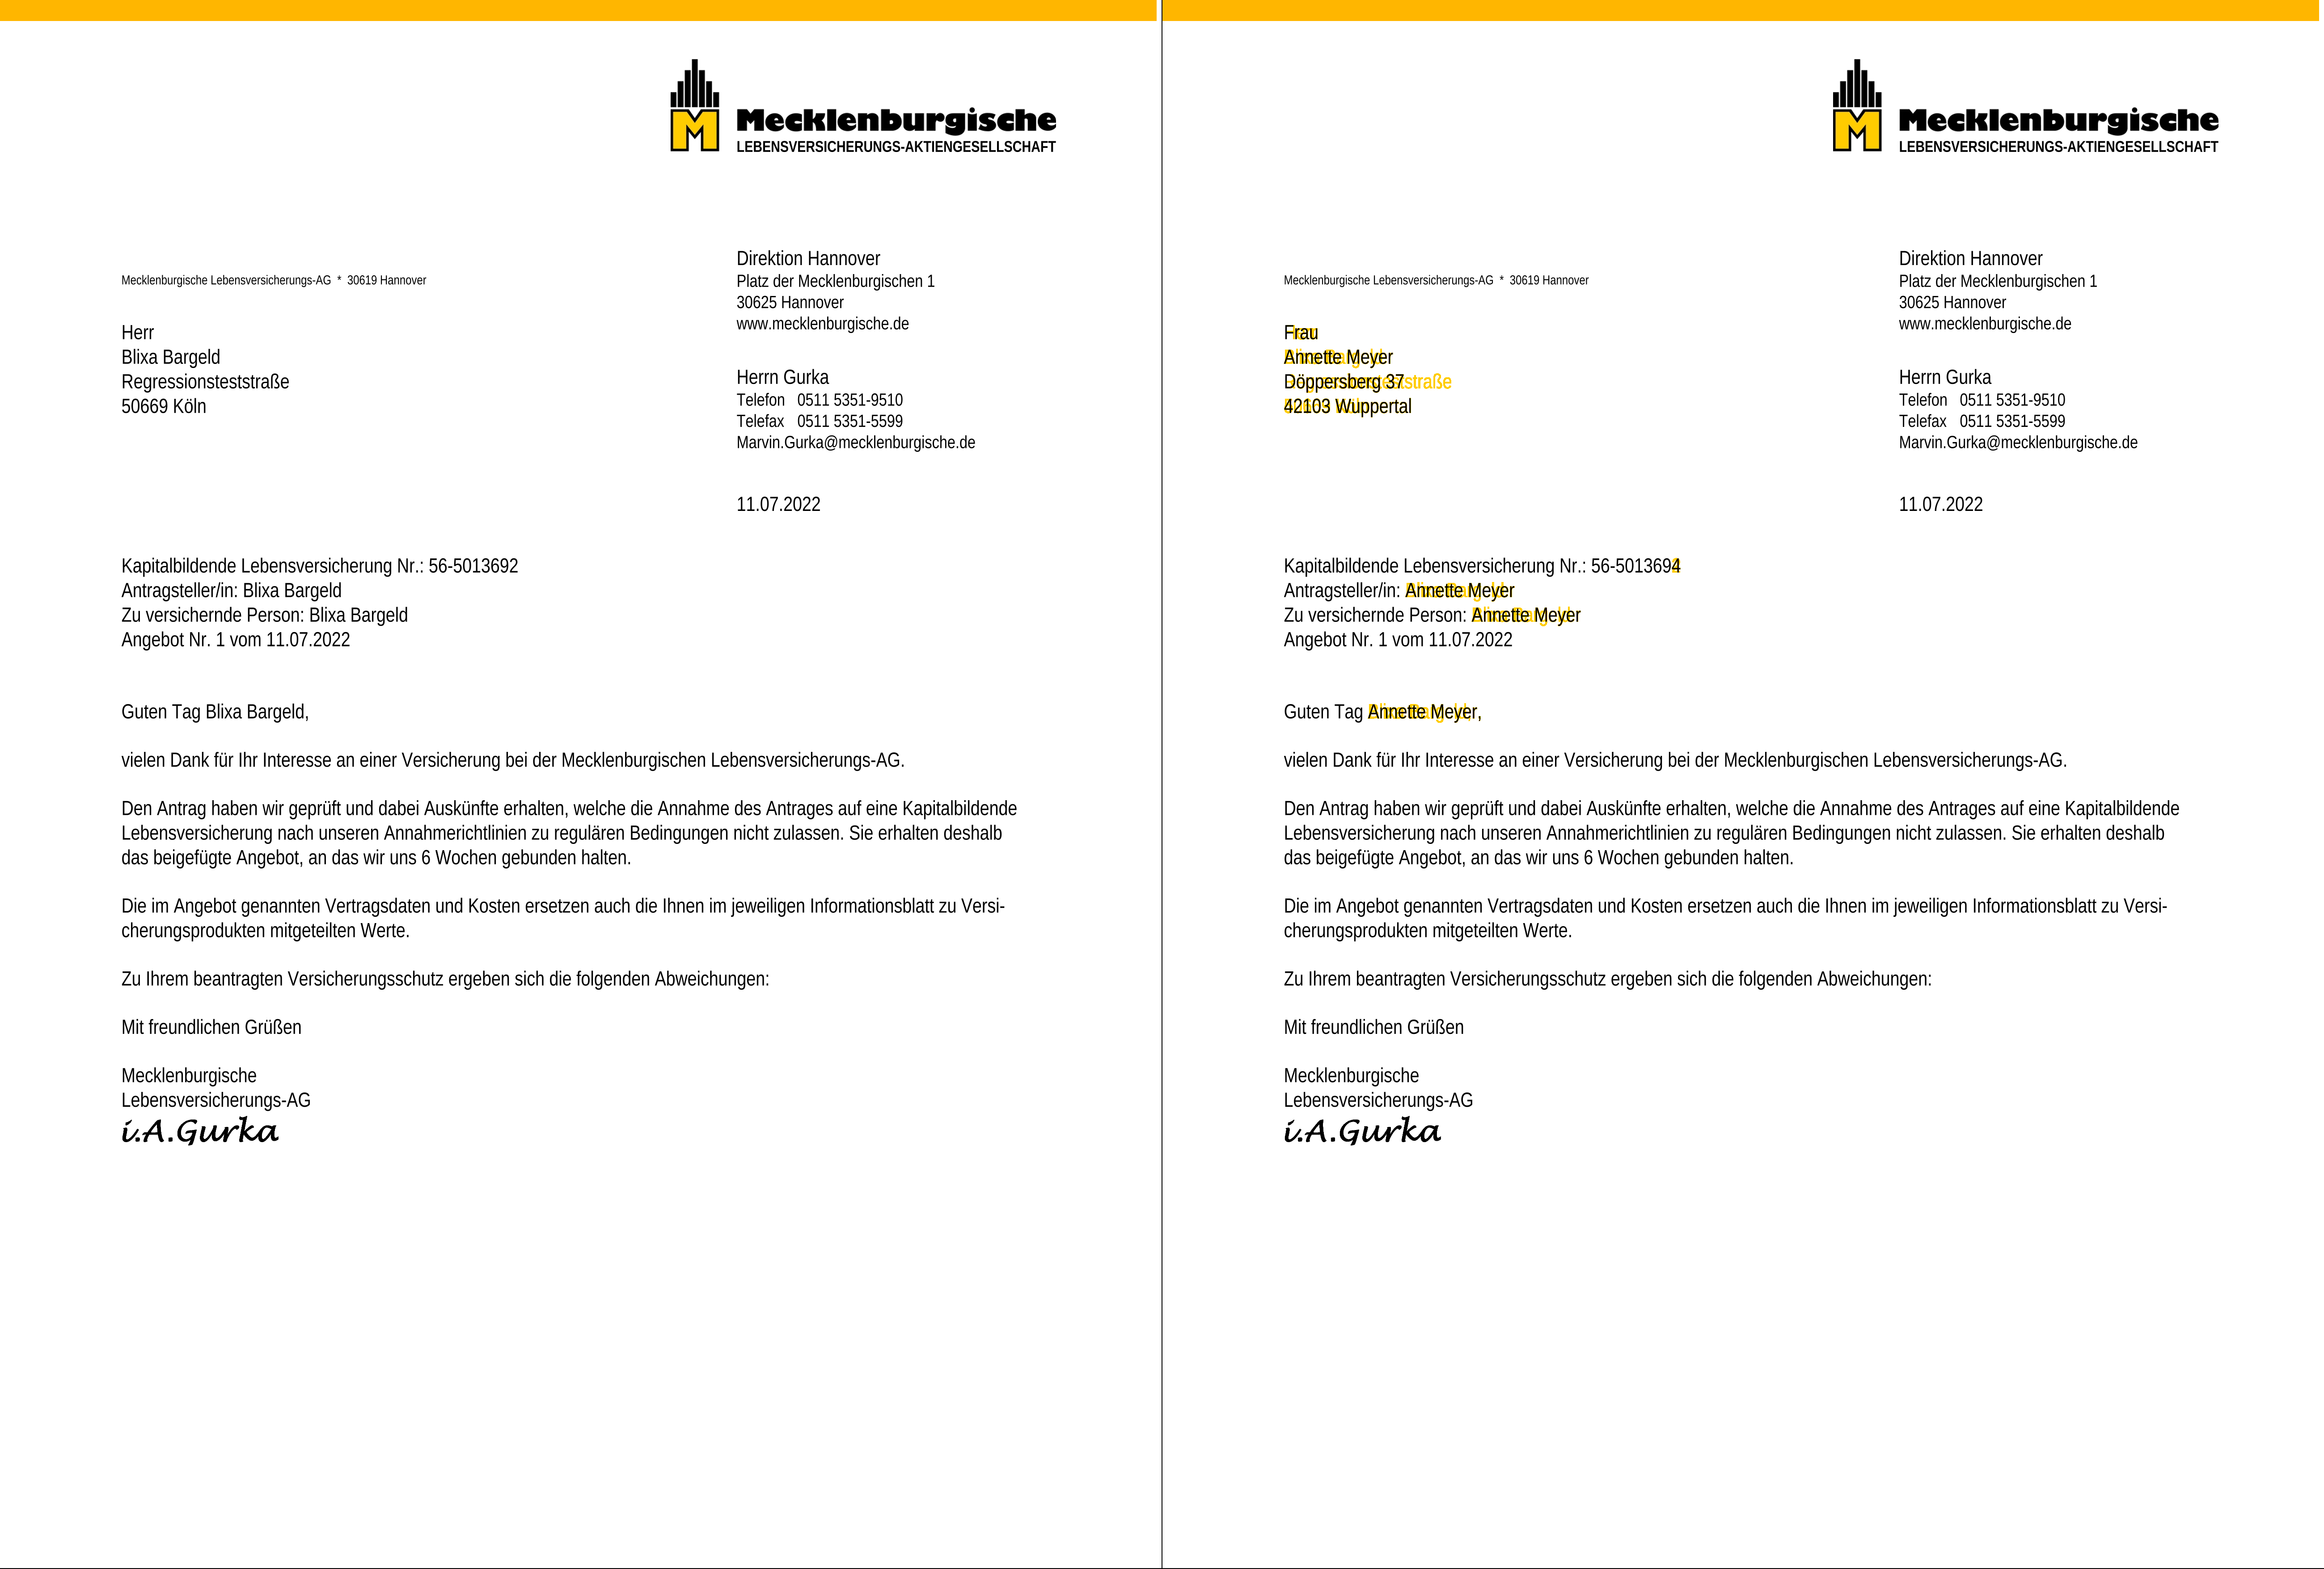 Mecklenburgische
LEBENSVERSICHERUNGS-AKTIENGESELLSCHAFT
Mecklenburgische Lebensversicherungs-AG * 30619 Hannover
Herr
Blixa Bargeld
Regressionsteststraße
50669 Köln
Direktion Hannover
Platz der Mecklenburgischen 1
30625 Hannover
www.mecklenburgische.de
Herrn Gurka
Telefon 0511 5351-9510
Telefax 0511 5351-5599
Marvin.Gurka@mecklenburgische.de
11.07.2022
Kapitalbildende Lebensversicherung Nr.: 56-5013692
Antragsteller/in: Blixa Bargeld
Zu versichernde Person: Blixa Bargeld
Angebot Nr. 1 vom 11.07.2022
Guten Tag Blixa Bargeld,
vielen Dank für Ihr Interesse an einer Versicherung bei der Mecklenburgischen Lebensversicherungs-AG.
Den Antrag haben wir geprüft und dabei Auskünfte erhalten, welche die Annahme des Antrages auf eine Kapitalbildende
Lebensversicherung nach unseren Annahmerichtlinien zu regulären Bedingungen nicht zulassen. Sie erhalten deshalb
das beigefügte Angebot, an das wir uns 6 Wochen gebunden halten.
Die im Angebot genannten Vertragsdaten und Kosten ersetzen auch die Ihnen im jeweiligen Informationsblatt zu Versi-
cherungsprodukten mitgeteilten Werte.
Zu Ihrem beantragten Versicherungsschutz ergeben sich die folgenden Abweichungen:
Mit freundlichen Grüßen
Mecklenburgische
Lebensversicherungs-AG
i.A.Gurka
Mecklenburgische
LEBENSVERSICHERUNGS-AKTIENGESELLSCHAFT
Mecklenburgische Lebensversicherungs-AG * 30619 Hannover
Frau
Annette Meyer
Döppersberg 37
42103 Wuppertal
Direktion Hannover
Platz der Mecklenburgischen 1
30625 Hannover
www.mecklenburgische.de
Herrn Gurka
Telefon 0511 5351-9510
Telefax 0511 5351-5599
Marvin.Gurka@mecklenburgische.de
11.07.2022
Kapitalbildende Lebensversicherung Nr.: 56-5013694
Antragsteller/in: Annette Meyer
Zu versichernde Person: Annette Meyer
Angebot Nr. 1 vom 11.07.2022
Guten Tag Annette Meyer,
vielen Dank für Ihr Interesse an einer Versicherung bei der Mecklenburgischen Lebensversicherungs-AG.
Den Antrag haben wir geprüft und dabei Auskünfte erhalten, welche die Annahme des Antrages auf eine Kapitalbildende
Lebensversicherung nach unseren Annahmerichtlinien zu regulären Bedingungen nicht zulassen. Sie erhalten deshalb
das beigefügte Angebot, an das wir uns 6 Wochen gebunden halten.
Die im Angebot genannten Vertragsdaten und Kosten ersetzen auch die Ihnen im jeweiligen Informationsblatt zu Versi-
cherungsprodukten mitgeteilten Werte.
Zu Ihrem beantragten Versicherungsschutz ergeben sich die folgenden Abweichungen:
Mit freundlichen Grüßen
Mecklenburgische
Lebensversicherungs-AG
i.A.Gurka